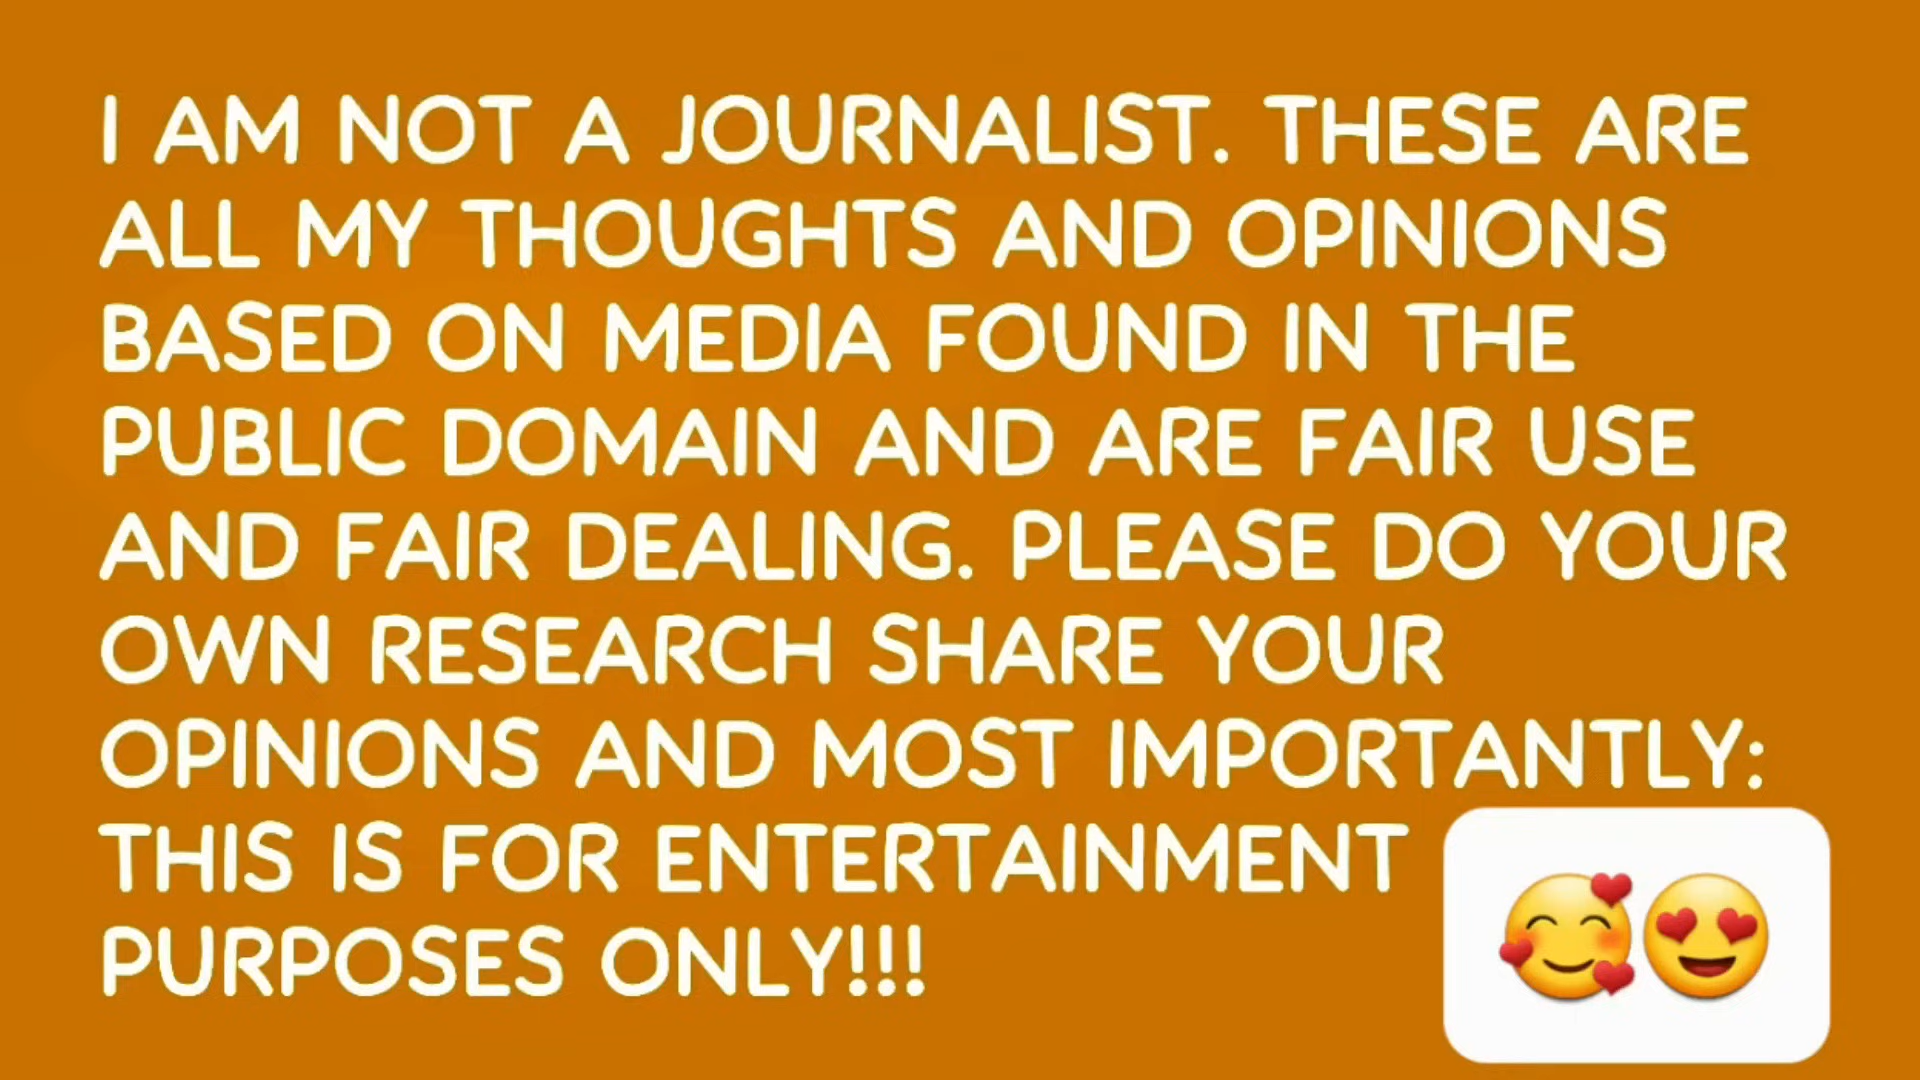 I AM NOT A JOURNALIST. THESE ARE
ALL MY THOUGHTS AND OPINIONS
BASED ON MEDIA FOUND IN THE
PUBLIC DOMAIN AND ARE FAIR USE
AND FAIR DEALING. PLEASE DO YOUR
OWN RESEARCH SHARE YOUR
OPINIONS AND MOST IMPORTANTLY:
THIS IS FOR ENTERTAINMENT
PURPOSES ONLY!!!